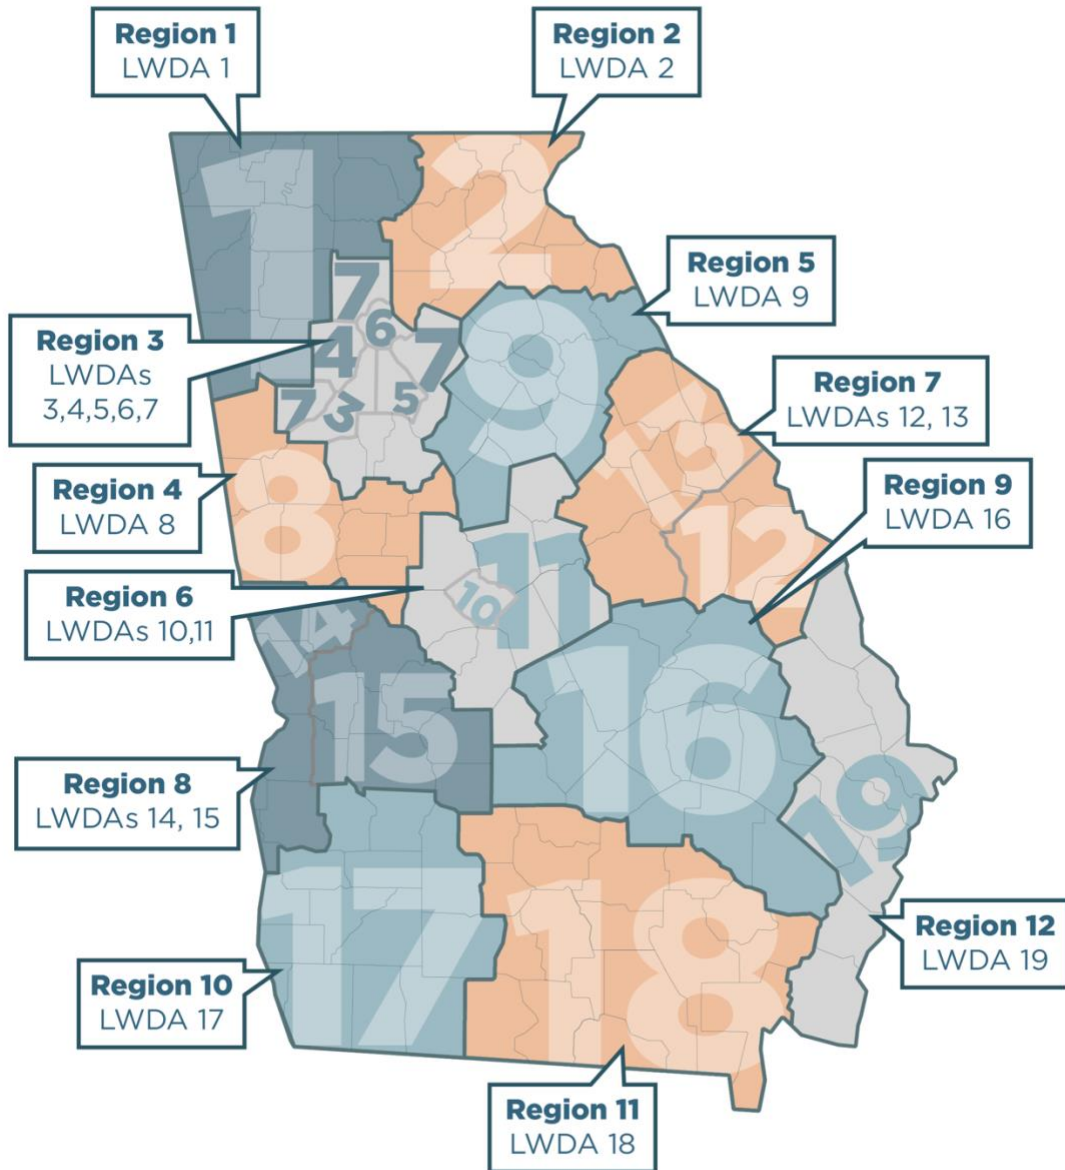 Region 1
LWDA 1
Region 2
LWDA 2
1
2
Region 5
LWDA 9
7
6
9
Region 3
LWDAs
3,4,5,6,7
4
7
7
3
5
Region 7
LWDAs 12, 13
13
Region 4
LWDA 8
8
Region 9
LWDA 16
12
Region 6
LWDAs 10,11
10
11
14
15
16
Region 8
LWDAs 14, 15
19
17
18
Region 12
LWDA 19
Region 10
LWDA 17
Region 11
LWDA 18